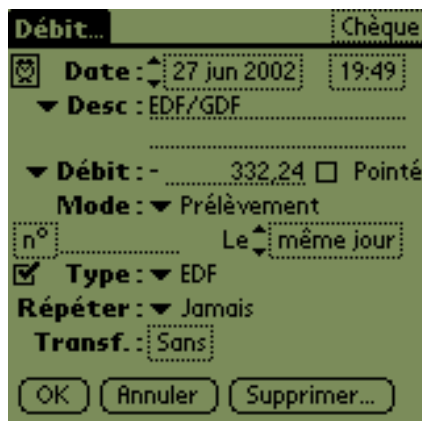 Débit... Chèque
Date : 27 jun 2002 19:49
Desc : EDF/GDF
Débit : - 332,24 Pointé
Mode : Prélèvement
n° Le même jour
Type : EDF
Répéter : Jamais
Transf. : Sans
OK Annuler Supprimer...